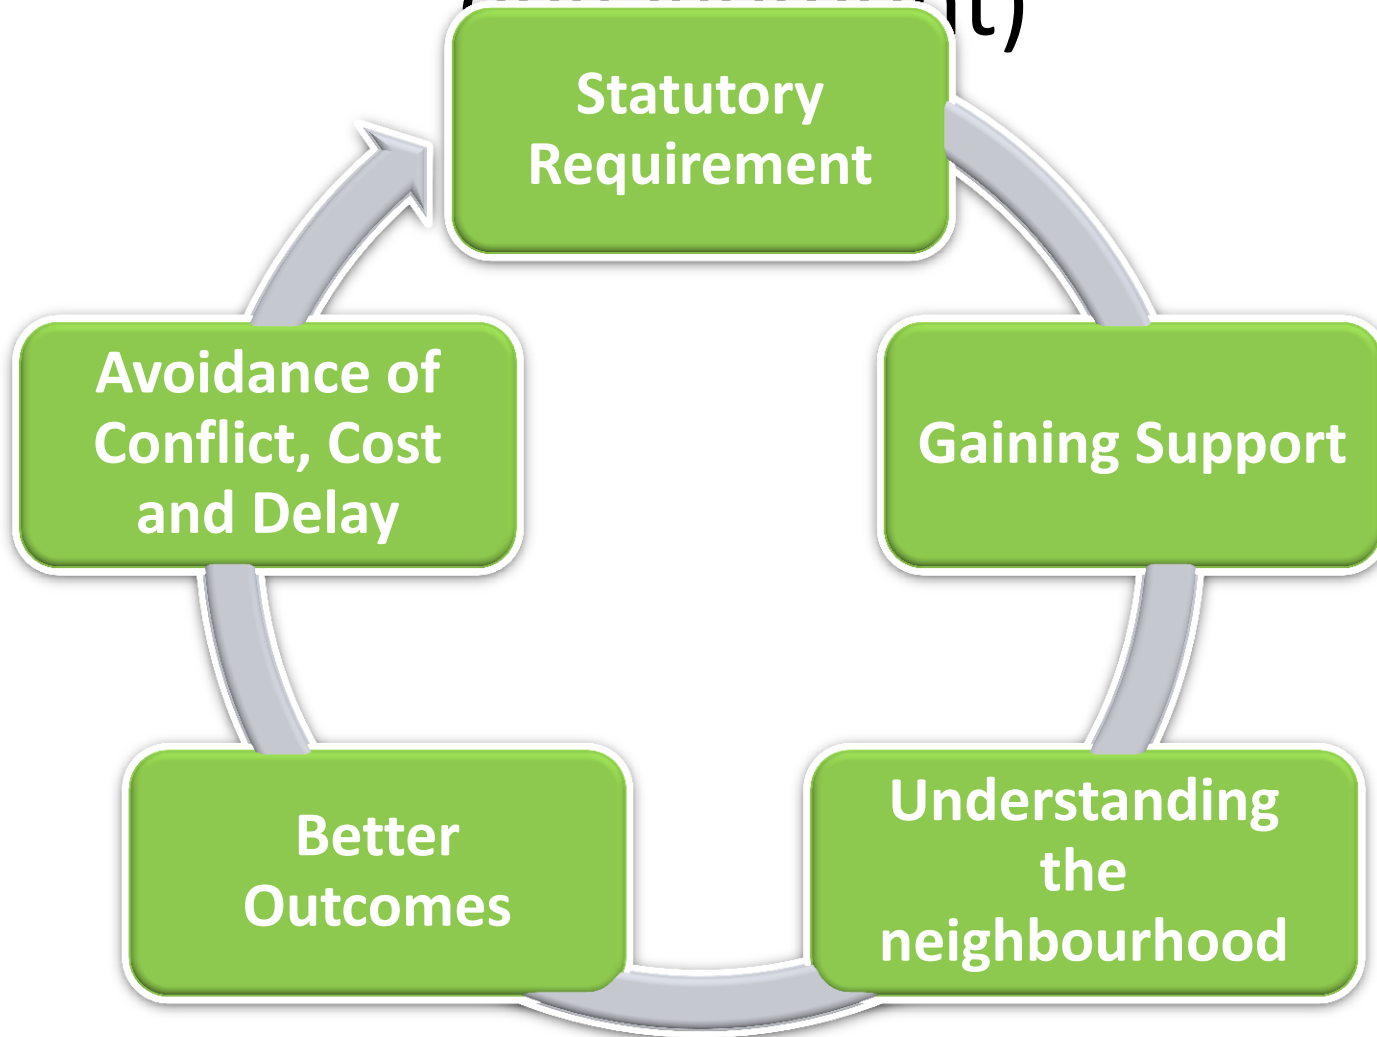 Statutory
Requirement
Gaining Support
Understanding
the
neighbourhood
Better
Outcomes
Avoidance of
Conflict, Cost
and Delay